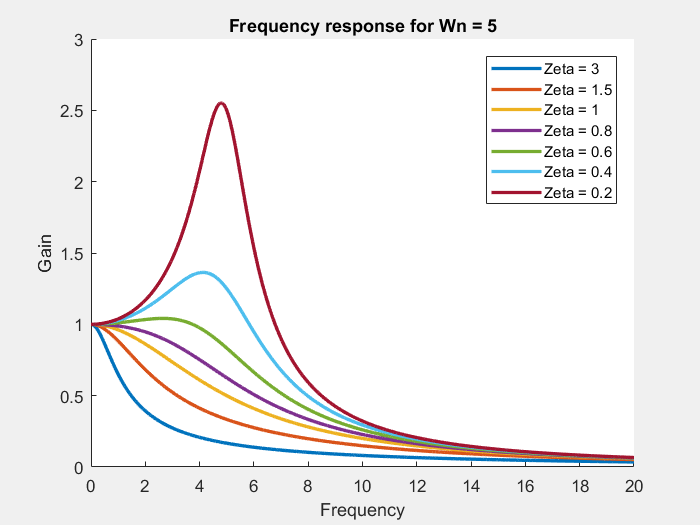 Frequency response for Wn = 5
3
2.5
2
1.5
1
0.5
0
Gain
Zeta = 3
Zeta = 1.5
Zeta = 1
Zeta = 0.8
Zeta = 0.6
Zeta = 0.4
Zeta = 0.2
0 2 4 6 8 10 12 14 16 18 20
Frequency